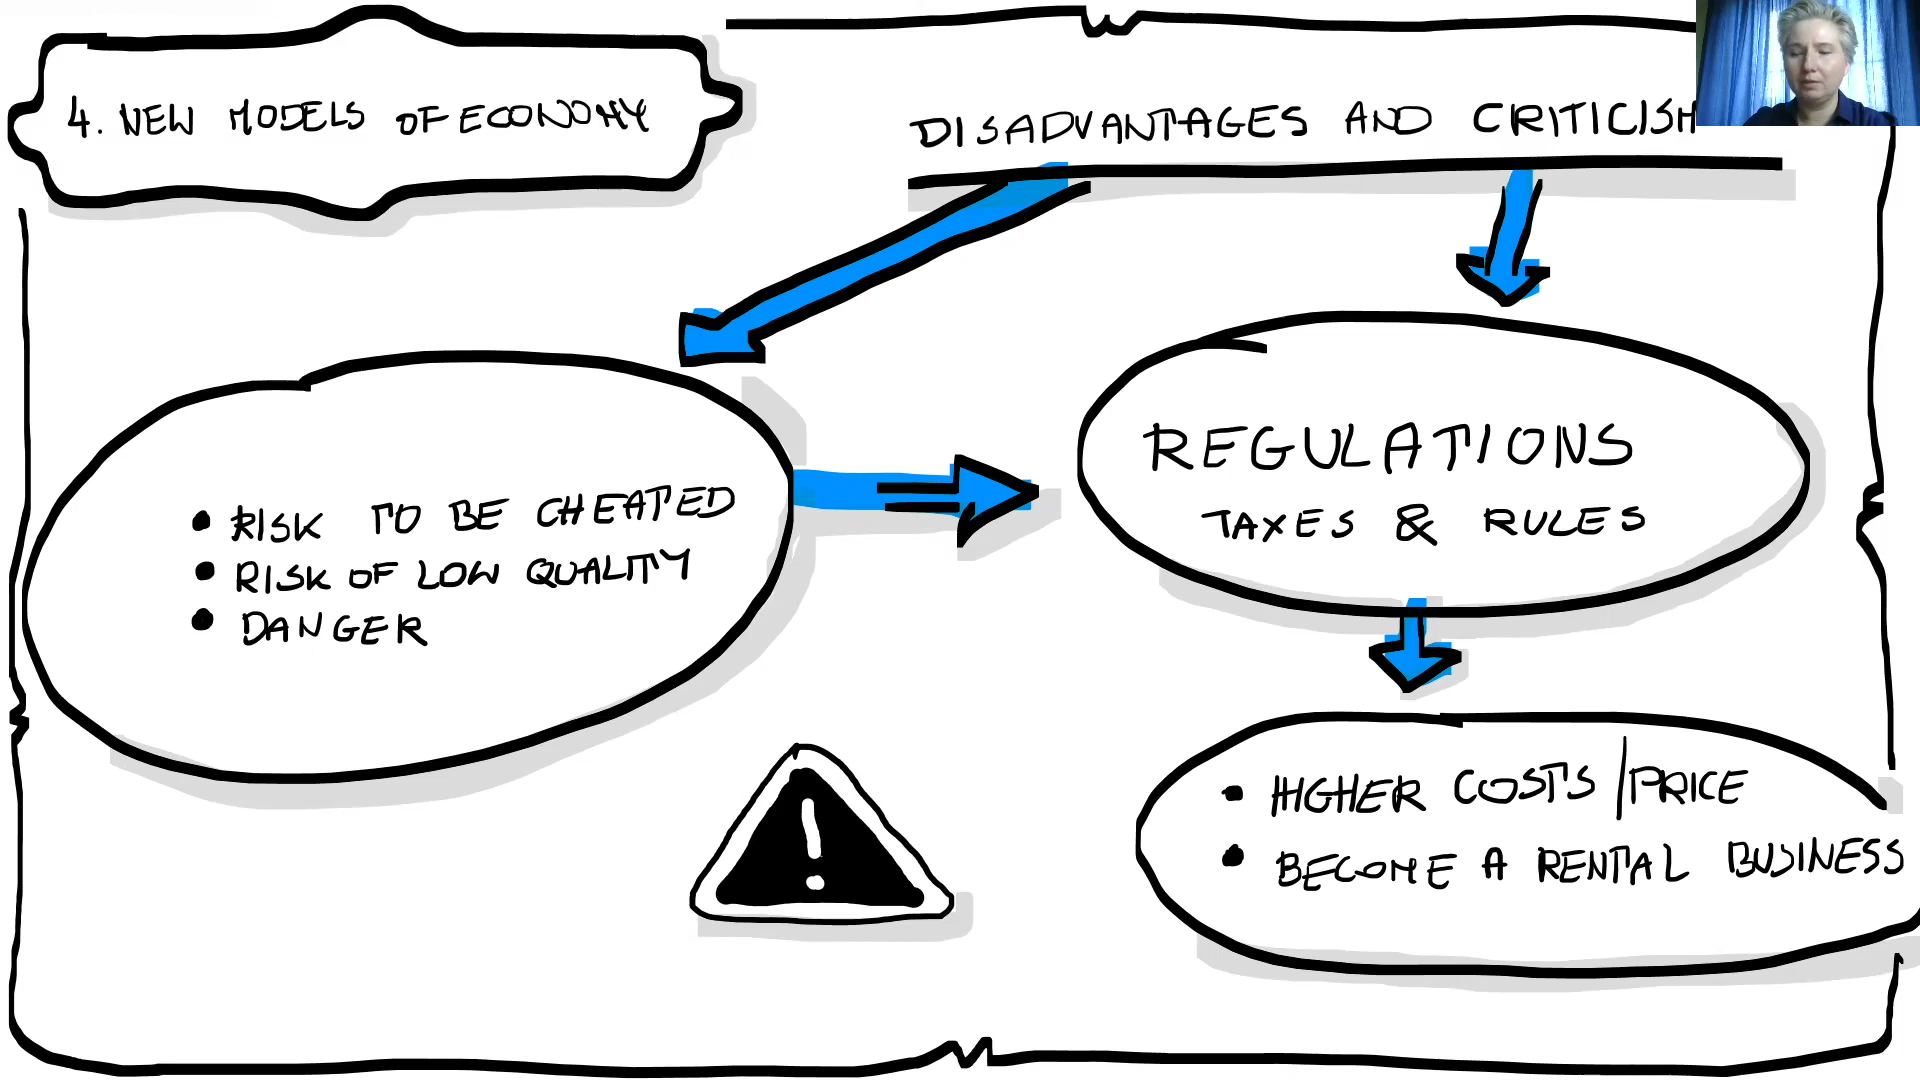 4. NEW MODELS OF ECONOMY
DISADVANTAGES AND CRITICISM
• RISK TO BE CHEATED
• RISK OF LOW QUALITY
• DANGER
REGULATIONS
TAXES & RULES
!
• HIGHER COSTS/PRICE
• BECOME A RENTAL BUSINESS